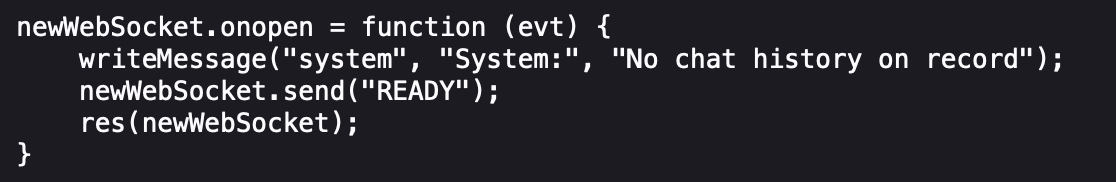 newWebSocket.onopen = function (evt) {
    writeMessage("system", "System:", "No chat history on record");
    newWebSocket.send("READY");
    res(newWebSocket);
}